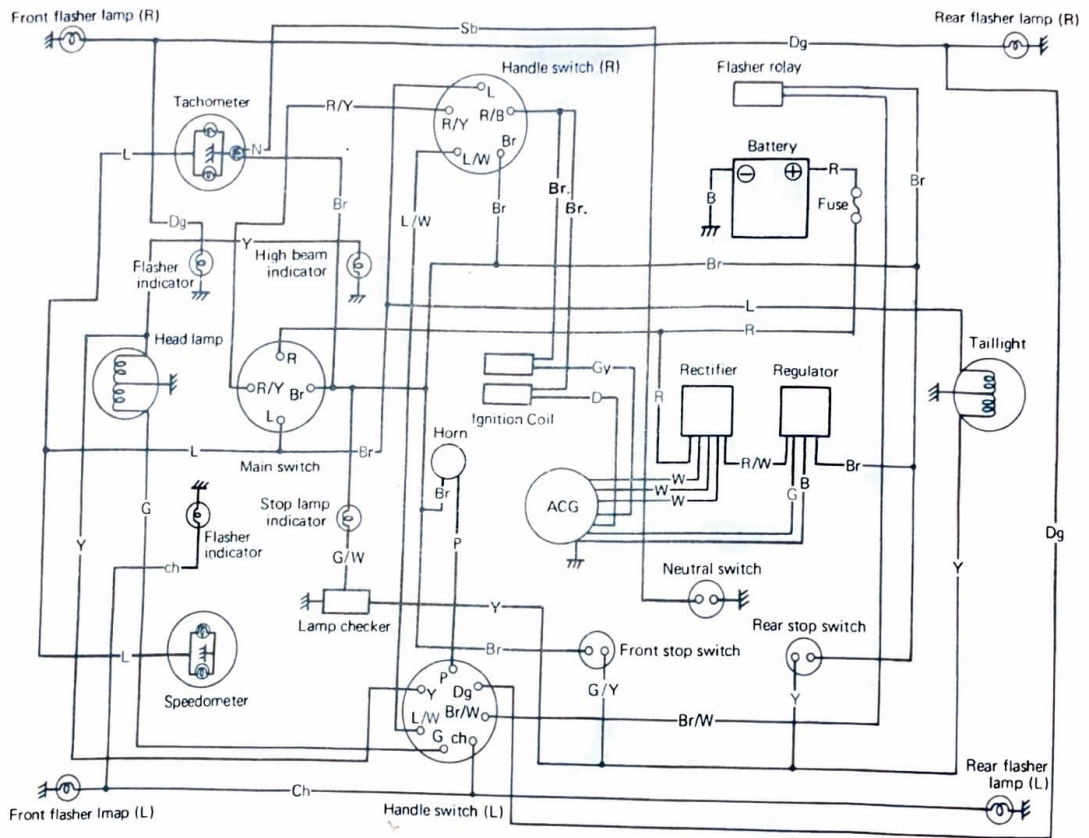 Front flasher lamp (R)
Sb
Rear flasher lamp (R)
Dg
Handle switch (R)
Flasher rolay
L
Tachometer
R/Y
R/Y
R/B
N
L
Br
L/W
Battery
R
Br
Fuse
B
Br.
Br.
Br
L/W
Br
Dg
Y
High beam
indicator
Flasher
indicator
Br
L
R
Head lamp
R
Taillight
R/Y
Br
L
Gy
D
Ignition Coil
Rectifier
Regulator
R
Horn
L
Br
Main switch
R/W
Br
Br
W
W
W
G
B
ACG
G
Stop lamp
indicator
Flasher
indicator
Y
P
G/W
Dg
ch
Neutral switch
Y
Lamp checker
Y
Rear stop switch
L
Br
Front stop switch
Speedometer
P
Y
Dg
G/Y
Y
L/W
Br/W
Br/W
G
ch
Rear flasher
lamp (L)
Ch
Front flasher lmap (L)
Handle switch (L)